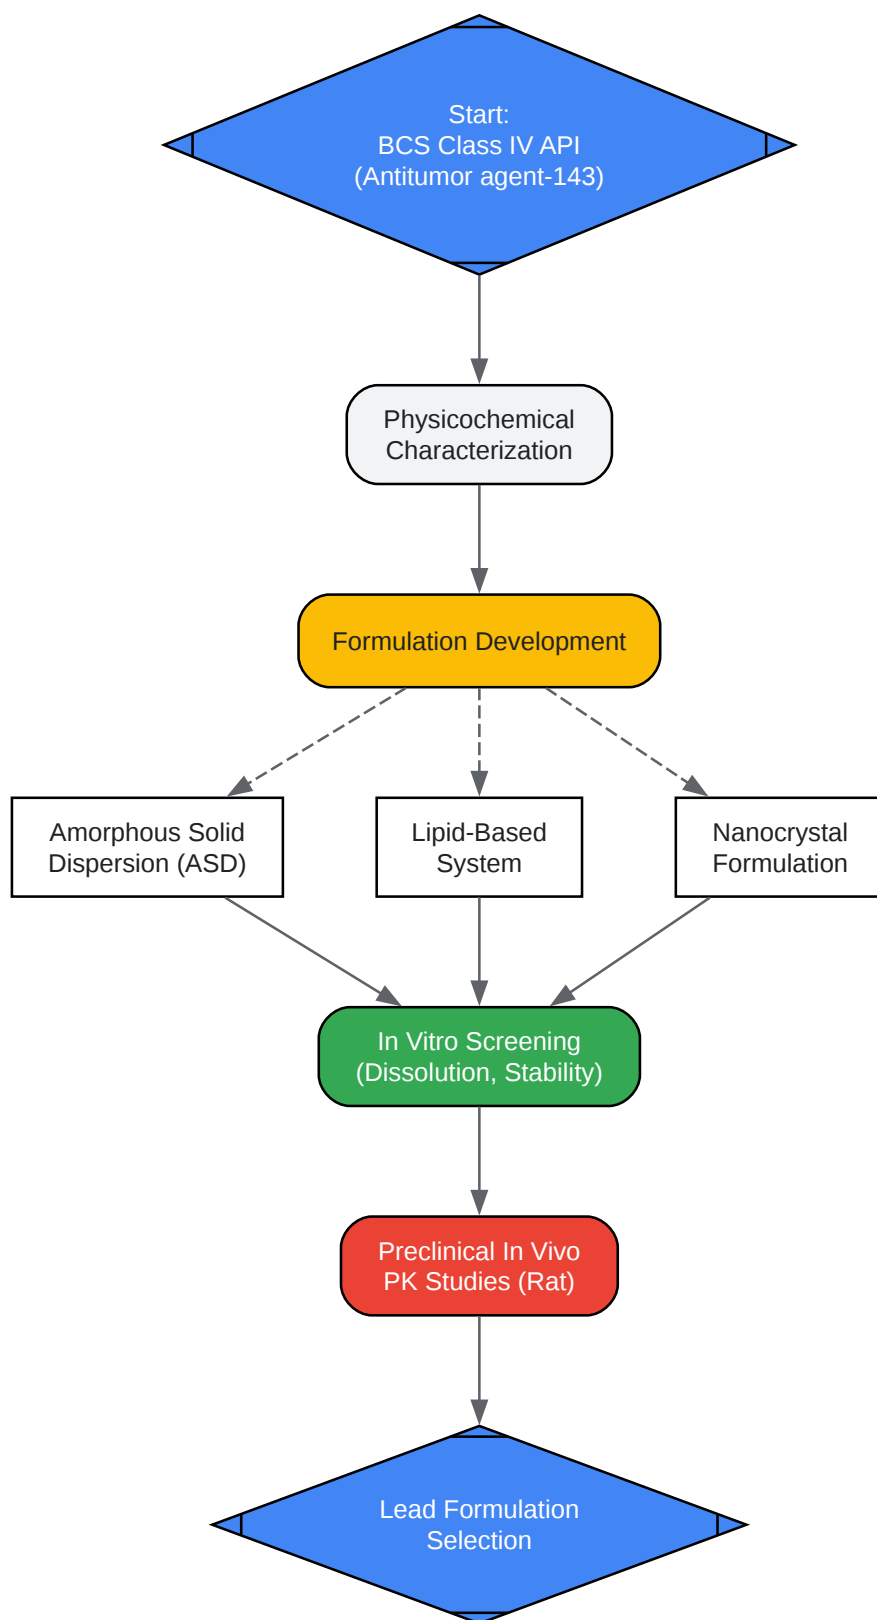 Start:
BCS Class IV API
(Antitumor agent-143)
Physicochemical
Characterization
Formulation Development
Amorphous Solid
Dispersion (ASD)
Lipid-Based
System
Nanocrystal
Formulation
In Vitro Screening
(Dissolution, Stability)
Preclinical In Vivo
PK Studies (Rat)
Lead Formulation
Selection